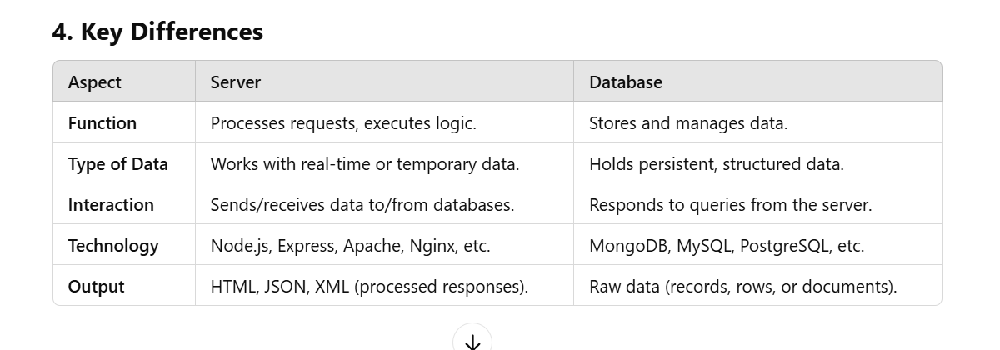 4. Key Differences
Aspect Server Database
Function Processes requests, executes logic. Stores and manages data.
Type of Data Works with real-time or temporary data. Holds persistent, structured data.
Interaction Sends/receives data to/from databases. Responds to queries from the server.
Technology Node.js, Express, Apache, Nginx, etc. MongoDB, MySQL, PostgreSQL, etc.
Output HTML, JSON, XML (processed responses). Raw data (records, rows, or documents).